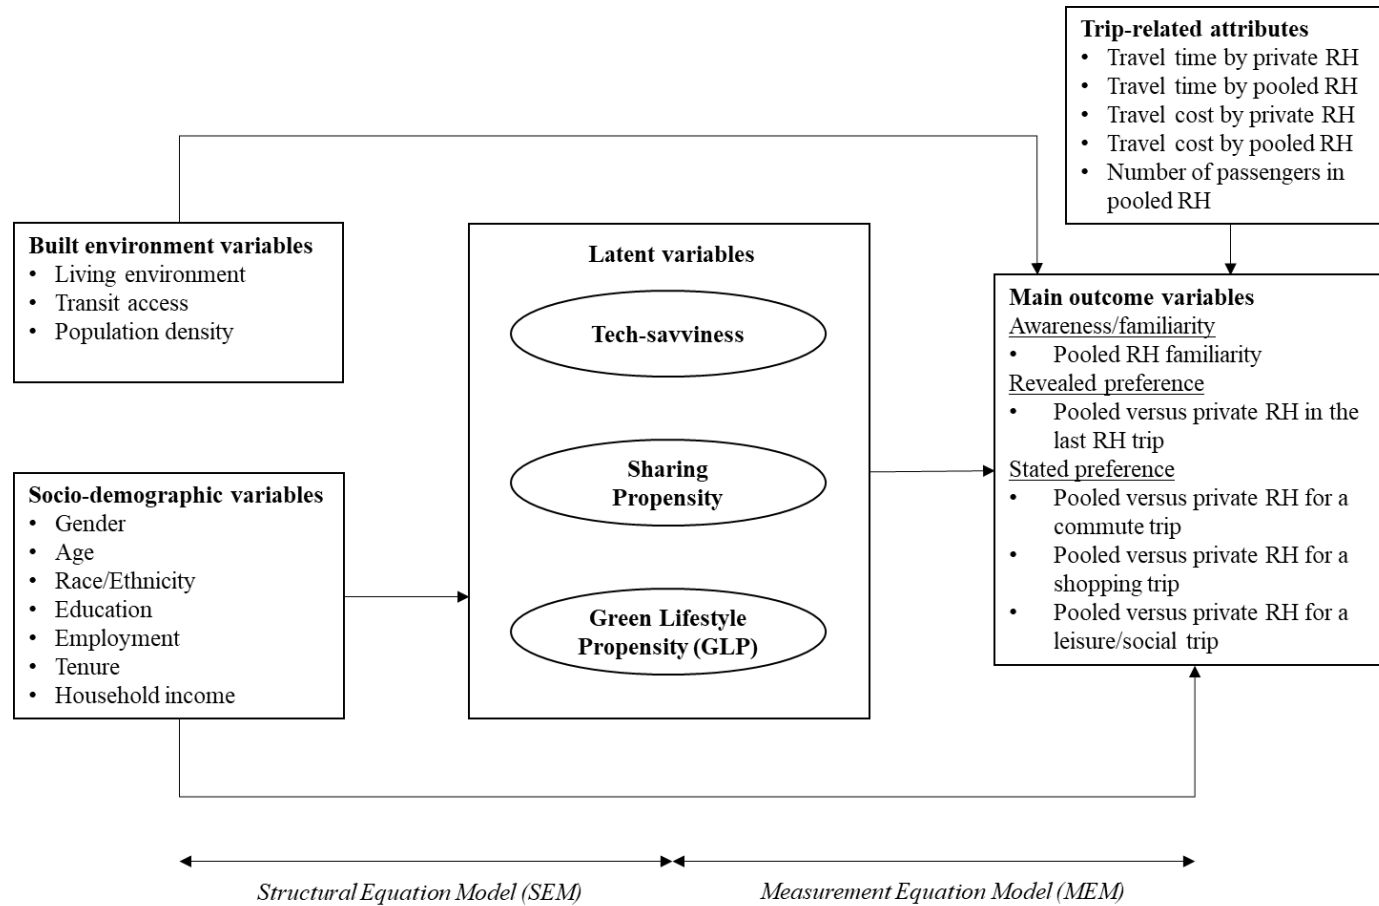 Trip-related attributes
• Travel time by private RH
• Travel time by pooled RH
• Travel cost by private RH
• Travel cost by pooled RH
• Number of passengers in
pooled RH
Built environment variables
• Living environment
• Transit access
• Population density
Socio-demographic variables
• Gender
• Age
• Race/Ethnicity
• Education
• Employment
• Tenure
• Household income
Latent variables
Tech-savviness
Sharing
Propensity
Green Lifestyle
Propensity (GLP)
Main outcome variables
Awareness/familiarity
• Pooled RH familiarity
Revealed preference
• Pooled versus private RH in the
last RH trip
Stated preference
• Pooled versus private RH for a
commute trip
• Pooled versus private RH for a
shopping trip
• Pooled versus private RH for a
leisure/social trip
Structural Equation Model (SEM)
Measurement Equation Model (MEM)